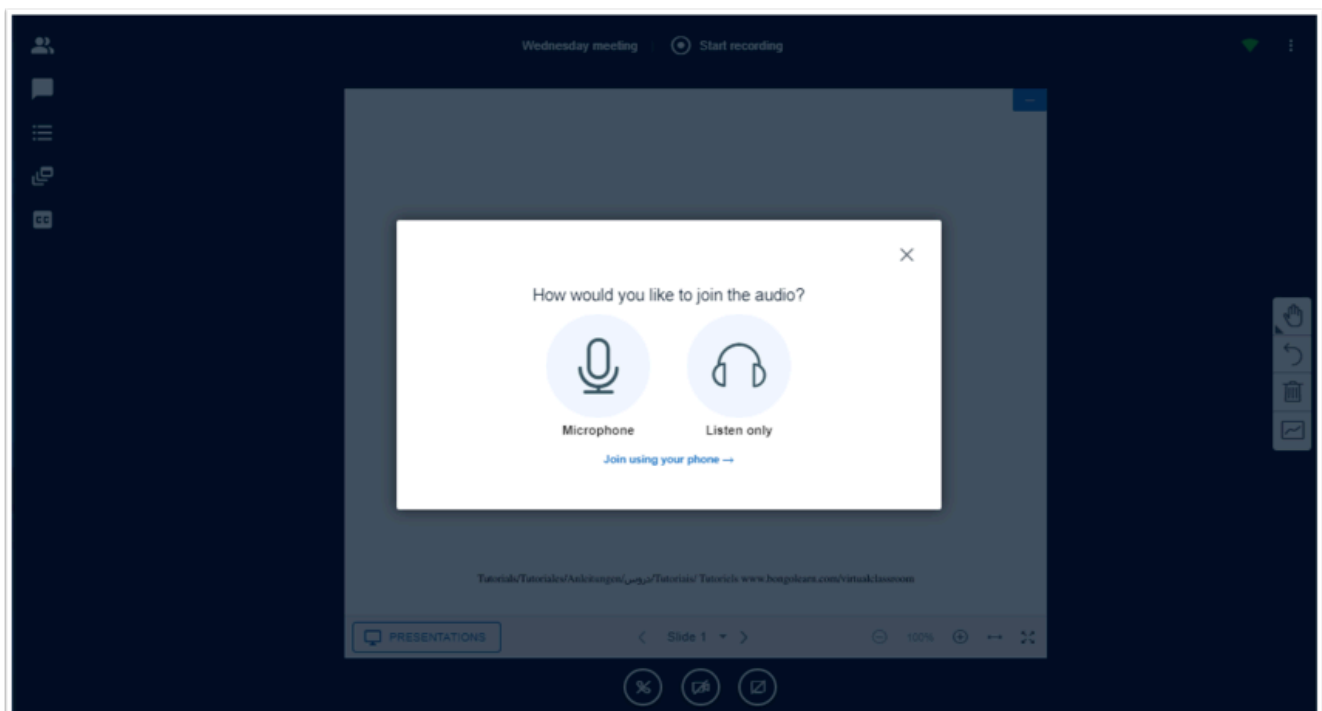 Wednesday meeting Start recording
How would you like to join the audio?
Microphone Listen only
Join using your phone →
Tutorials/Tutoriales/Anleitungen/دروس/Tutoriais/ Tutoriels www.bongolearn.com/virtualclassroom
PRESENTATIONS Slide 1 100%
CC